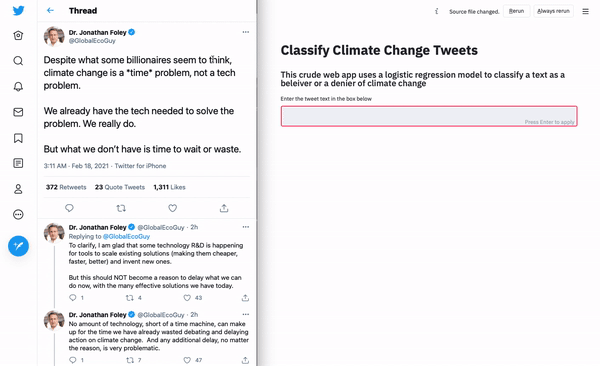 Thread
Dr. Jonathan Foley
@GlobalEcoGuy
Despite what some billionaires seem to think,
climate change is a *time* problem, not a tech
problem.
We already have the tech needed to solve the
problem. We really do.
But what we don't have is time to wait or waste.
3:11 AM · Feb 18, 2021 · Twitter for iPhone
372 Retweets 23 Quote Tweets 1,311 Likes
Dr. Jonathan Foley @GlobalEcoGuy · 2h
Replying to @GlobalEcoGuy
To clarify, I am glad that some technology R&D is happening
for tools to scale existing solutions (making them cheaper,
faster, better) and invent new ones.
But this should NOT become a reason to delay what we can
do now, with the many effective solutions we have today.
1 4 43
Dr. Jonathan Foley @GlobalEcoGuy · 2h
No amount of technology, short of a time machine, can make
up for the time we have already wasted debating and delaying
action on climate change. And any additional delay, no matter
the reason, is very problematic.
1 7 47
Source file changed. Rerun Always rerun
Classify Climate Change Tweets
This crude web app uses a logistic regression model to classify a text as a
beleiver or a denier of climate change
Enter the tweet text in the box below
Press Enter to apply